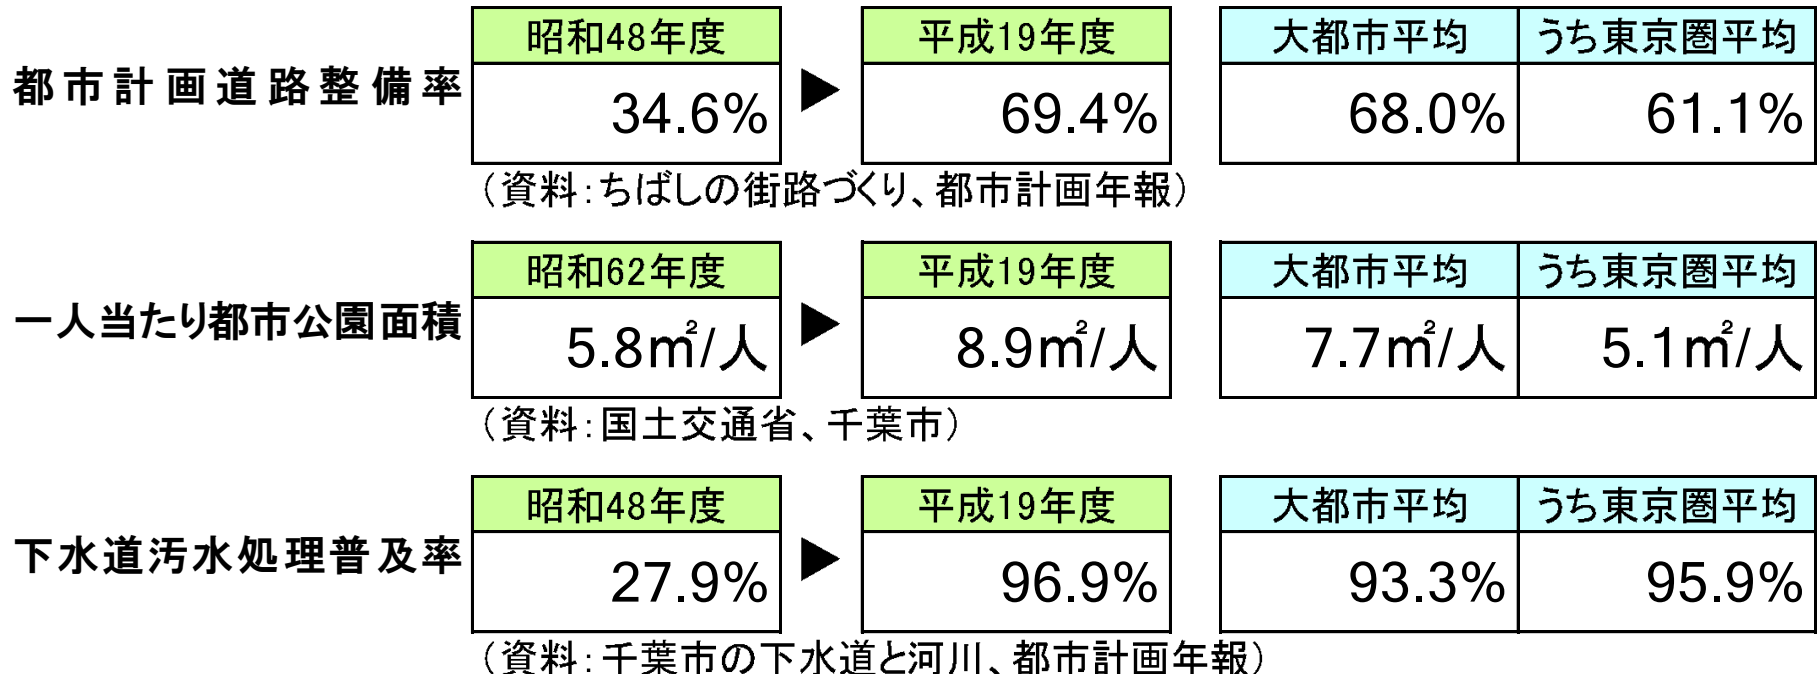 昭和48年度 平成19年度 大都市平均 うち東京圏平均
都市計画道路整備率 34.6% ▶ 69.4% 68.0% 61.1%
（資料：ちばしの街路づくり、都市計画年報）
昭和62年度 平成19年度 大都市平均 うち東京圏平均
一人当たり都市公園面積 5.8㎡/人 ▶ 8.9㎡/人 7.7㎡/人 5.1㎡/人
（資料：国土交通省、千葉市）
昭和48年度 平成19年度 大都市平均 うち東京圏平均
下水道汚水処理普及率 27.9% ▶ 96.9% 93.3% 95.9%
（資料：千葉市の下水道と河川、都市計画年報）